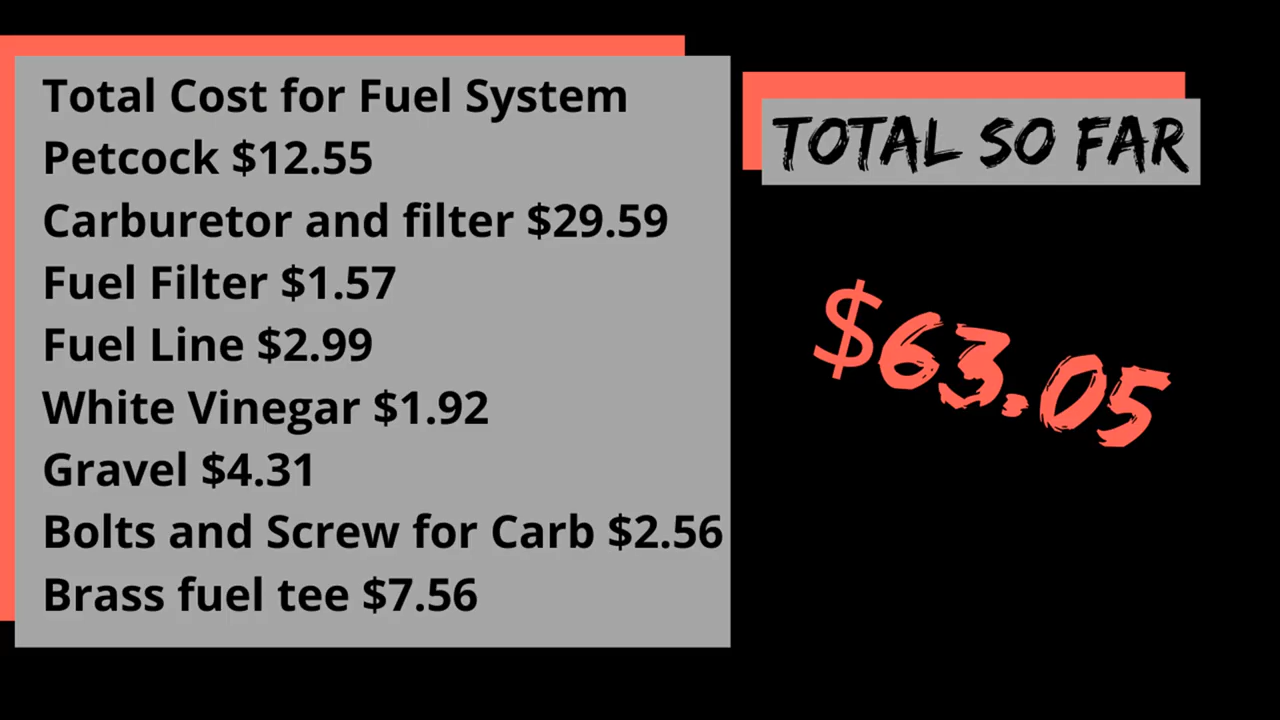 Total Cost for Fuel System
Petcock $12.55
Carburetor and filter $29.59
Fuel Filter $1.57
Fuel Line $2.99
White Vinegar $1.92
Gravel $4.31
Bolts and Screw for Carb $2.56
Brass fuel tee $7.56
TOTAL SO FAR
$63.05